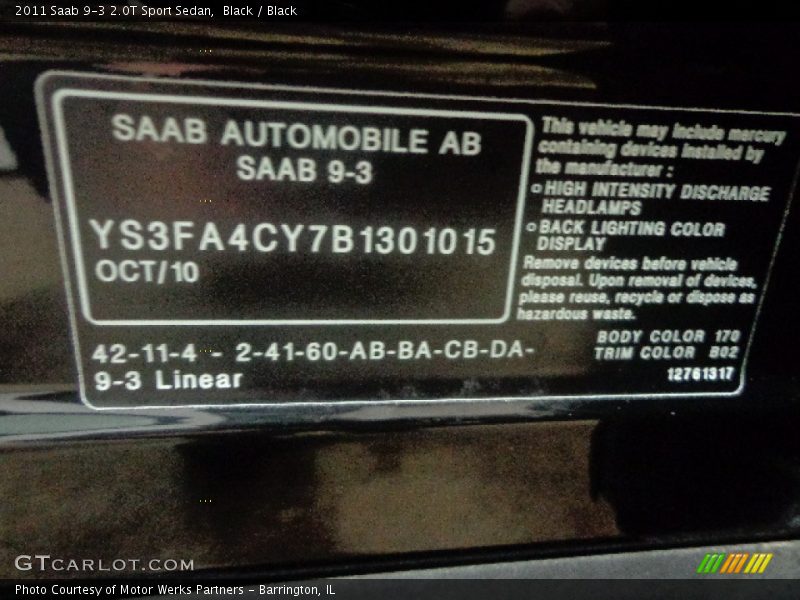 2011 Saab 9-3 2.0T Sport Sedan, Black / Black
SAAB AUTOMOBILE AB
SAAB 9-3
YS3FA4CY7B1301015
OCT/10
42-11-4 - 2-41-60-AB-BA-CB-DA-
9-3 Linear
This vehicle may include mercury
containing devices installed by
the manufacturer :
HIGH INTENSITY DISCHARGE
HEADLAMPS
BACK LIGHTING COLOR
DISPLAY
Remove devices before vehicle
disposal. Upon removal of devices,
please reuse, recycle or dispose as
hazardous waste.
BODY COLOR 170
TRIM COLOR B02
12761317
GTCARLOT.COM
Photo Courtesy of Motor Werks Partners - Barrington, IL